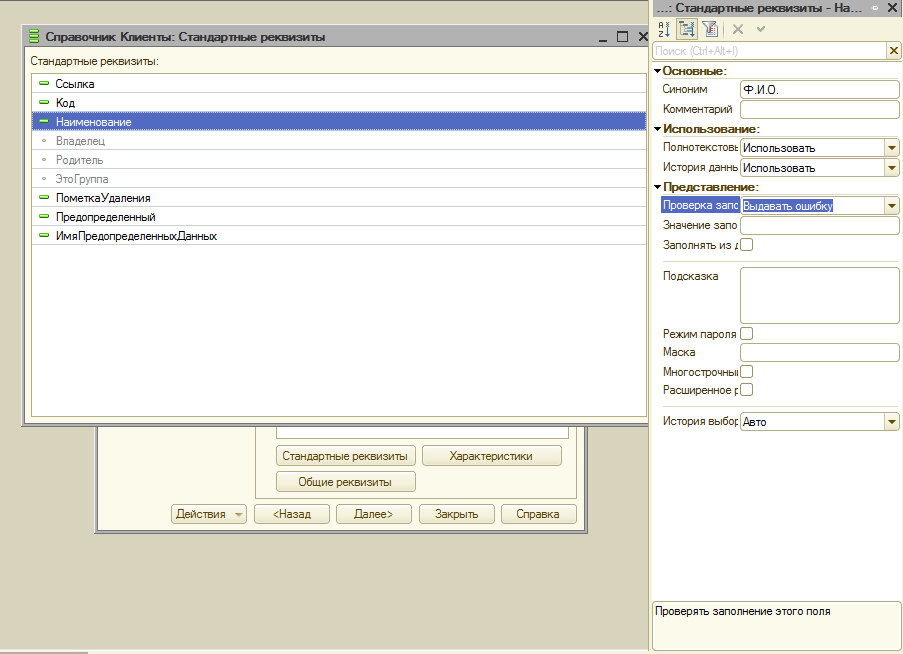 Справочник Клиенты: Стандартные реквизиты
Стандартные реквизиты:
Ссылка
Код
Наименование
Владелец
Родитель
ЭтоГруппа
ПометкаУдаления
Предопределенный
ИмяПредопределенныхДанных
Стандартные реквизиты
Характеристики
Общие реквизиты
Действия
<Назад
Далее>
Закрыть
Справка
...: Стандартные реквизиты - На...
Поиск (Ctrl+Alt+I)
Основные:
Синоним Ф.И.О.
Комментарий
Использование:
Полнотекстовь Использовать
История данны Использовать
Представление:
Проверка запо Выдавать ошибку
Значение запо
Заполнять из д
Подсказка
Режим пароля
Маска
Многострочный
Расширенное р
История выбор Авто
Проверять заполнение этого поля